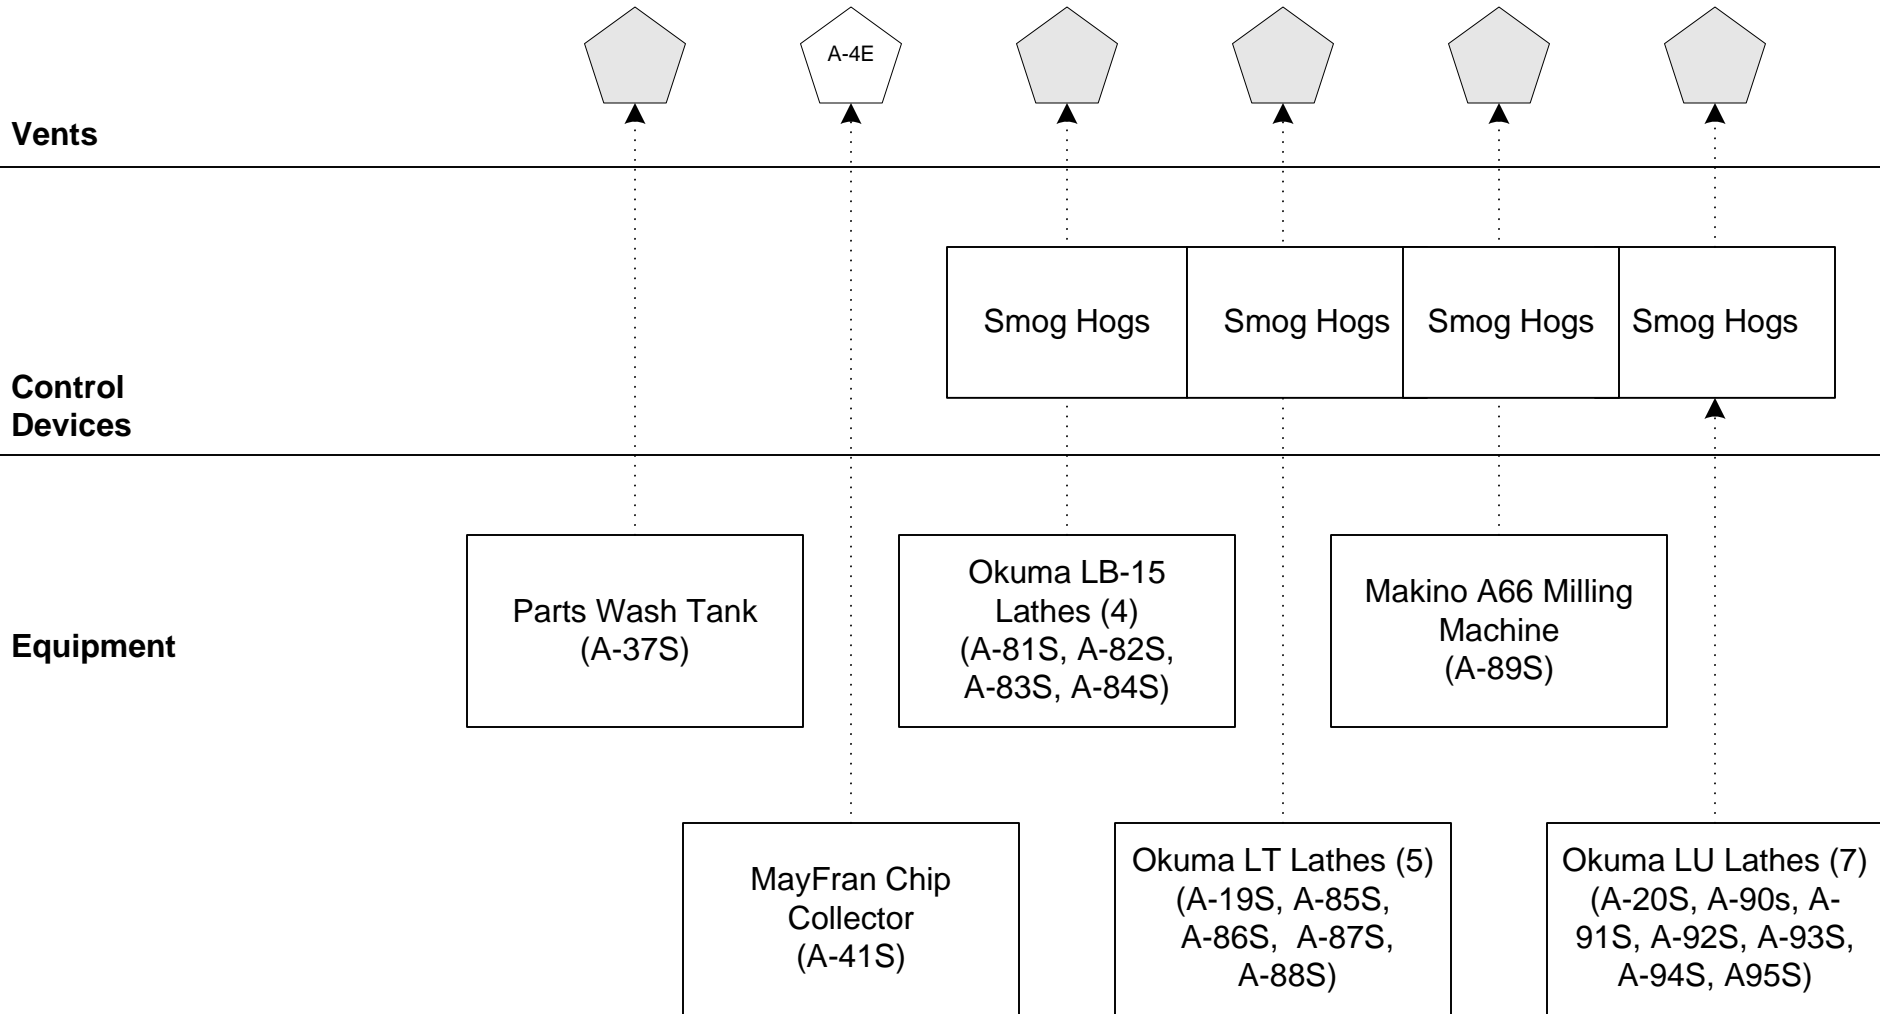 A-4E
Vents
Smog Hogs
Smog Hogs
Smog Hogs
Smog Hogs
Control
Devices
Equipment
Parts Wash Tank
(A-37S)
Okuma LB-15
Lathes (4)
(A-81S, A-82S,
A-83S, A-84S)
Makino A66 Milling
Machine
(A-89S)
MayFran Chip
Collector
(A-41S)
Okuma LT Lathes (5)
(A-19S, A-85S,
A-86S,  A-87S,
A-88S)
Okuma LU Lathes (7)
(A-20S, A-90s, A-
91S, A-92S, A-93S,
A-94S, A95S)